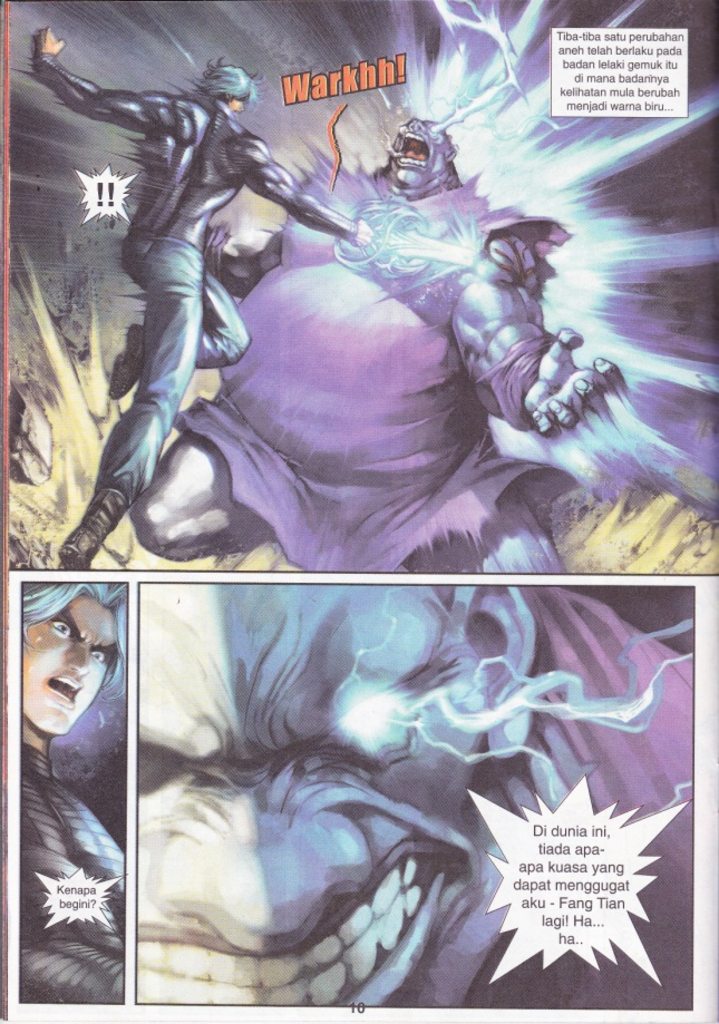 Tiba-tiba satu perubahan
aneh telah berlaku pada
badan lelaki gemuk itu
di mana badannya
kelihatan mula berubah
menjadi warna biru...
Warkhh!
!!
Kenapa
begini?
Di dunia ini,
tiada apa-
apa kuasa yang
dapat menggugat
aku - Fang Tian
lagi! Ha...
ha..
16